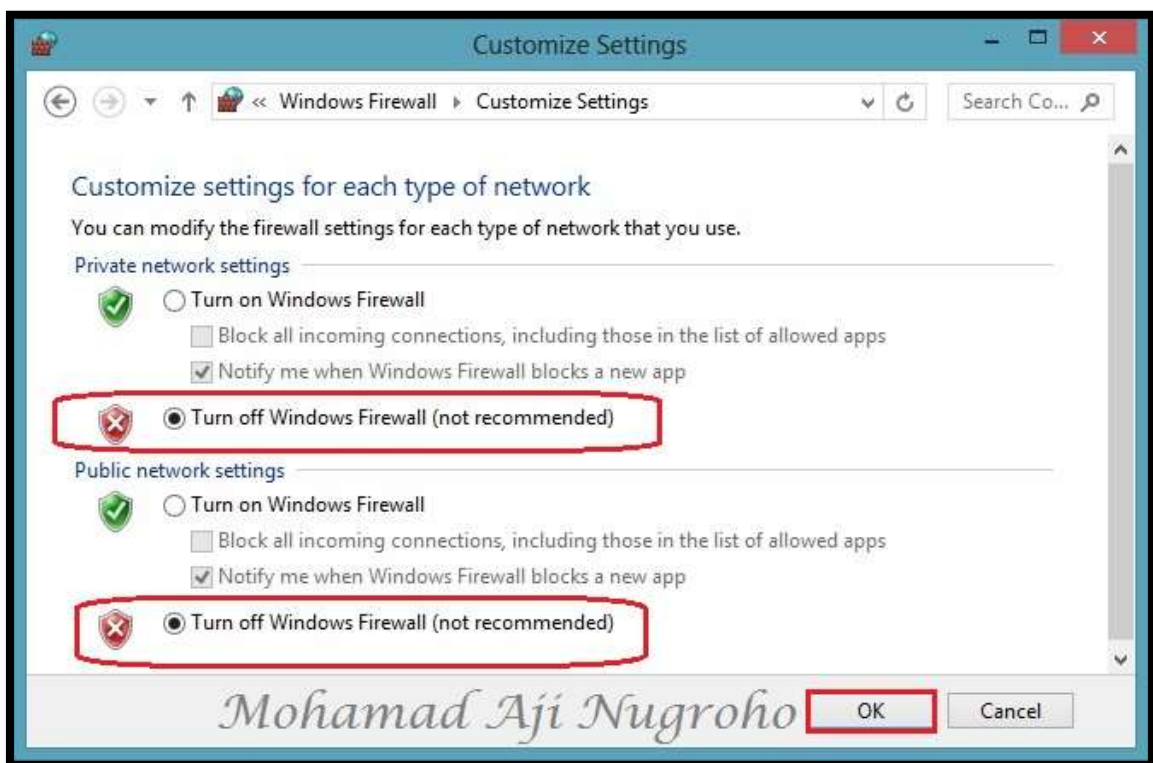 Customize Settings
« Windows Firewall Customize Settings
Search Co...
Customize settings for each type of network
You can modify the firewall settings for each type of network that you use.
Private network settings
Turn on Windows Firewall
Block all incoming connections, including those in the list of allowed apps
Notify me when Windows Firewall blocks a new app
Turn off Windows Firewall (not recommended)
Public network settings
Turn on Windows Firewall
Block all incoming connections, including those in the list of allowed apps
Notify me when Windows Firewall blocks a new app
Turn off Windows Firewall (not recommended)
Mohamad Aji Nugroho OK Cancel